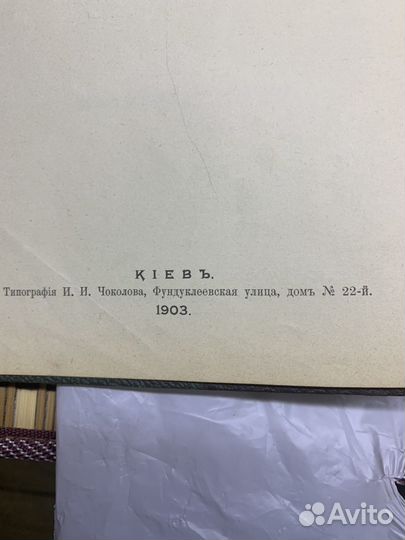 КІЕВЪ.
Типографія И. И. Чоколова, Фундуклеевская улица, домъ № 22-й.
1903.
Avito